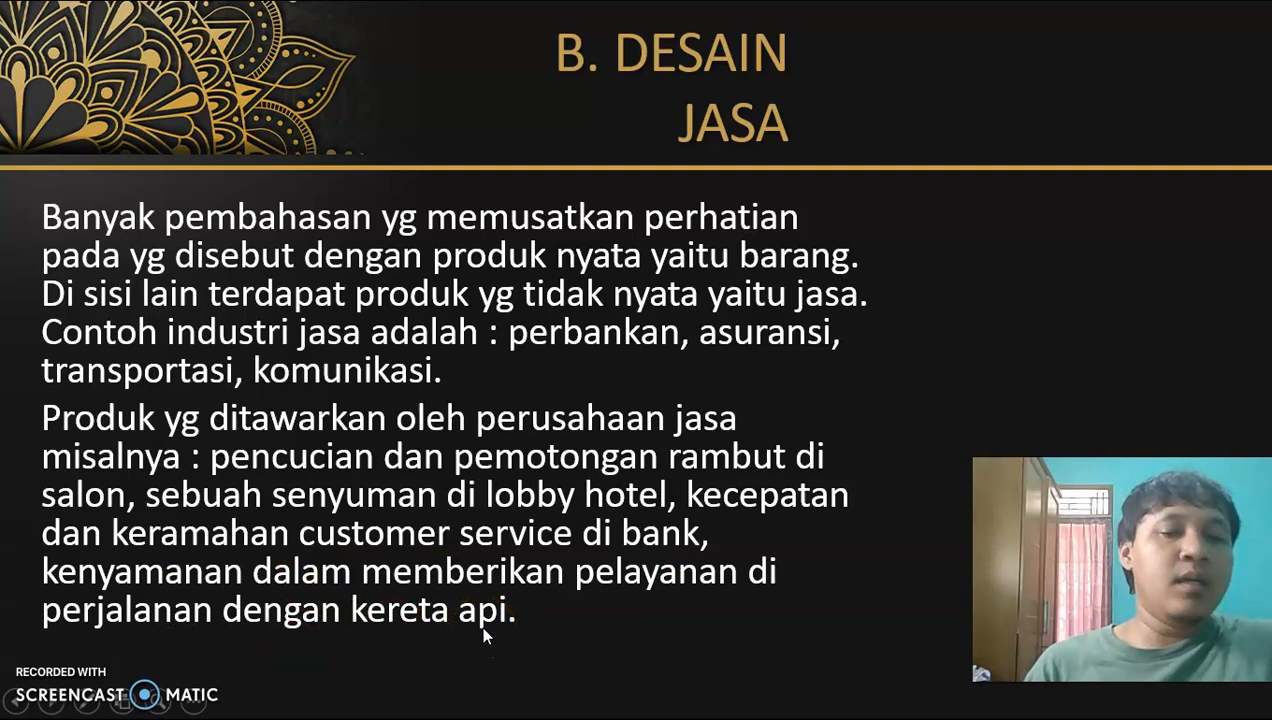 B. DESAIN
JASA
Banyak pembahasan yg memusatkan perhatian
pada yg disebut dengan produk nyata yaitu barang.
Di sisi lain terdapat produk yg tidak nyata yaitu jasa.
Contoh industri jasa adalah : perbankan, asuransi,
transportasi, komunikasi.
Produk yg ditawarkan oleh perusahaan jasa
misalnya : pencucian dan pemotongan rambut di
salon, sebuah senyuman di lobby hotel, kecepatan
dan keramahan customer service di bank,
kenyamanan dalam memberikan pelayanan di
perjalanan dengan kereta api.
RECORDED WITH
SCREENCAST MATIC